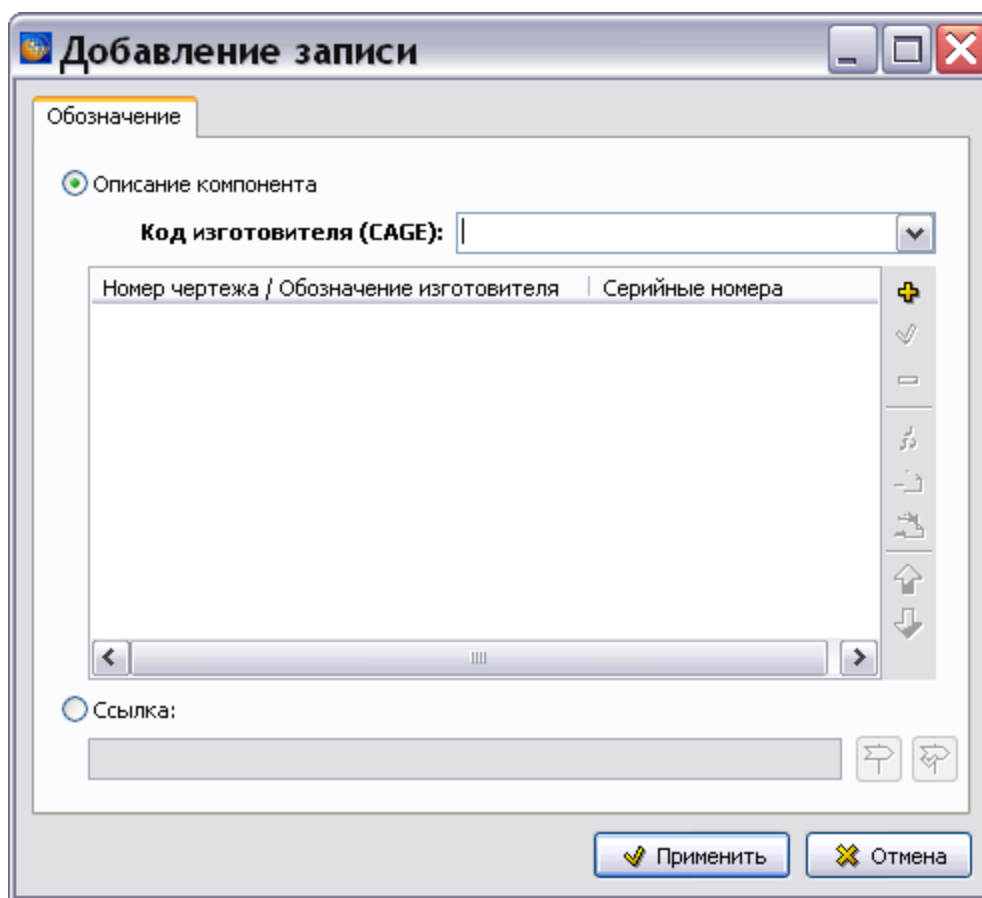 Добавление записи
Обозначение
Описание компонента
Код изготовителя (CAGE):
Номер чертежа / Обозначение изготовителя Серийные номера
Ссылка:
Применить Отмена